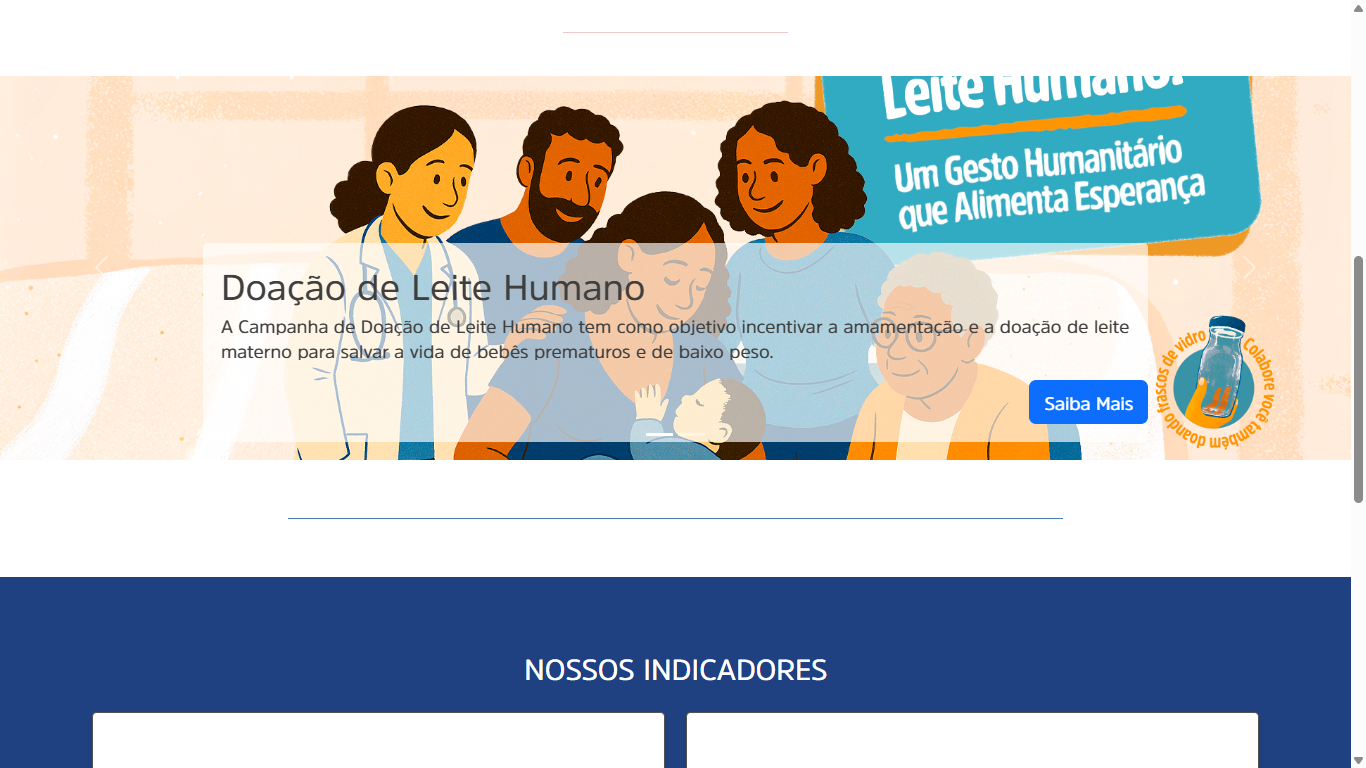 Leite Humano:
Um Gesto Humanitário
que Alimenta Esperança
Doação de Leite Humano
A Campanha de Doação de Leite Humano tem como objetivo incentivar a amamentação e a doação de leite
materno para salvar a vida de bebês prematuros e de baixo peso.
Saiba Mais
Colabore você também doando frascos de vidro
NOSSOS INDICADORES